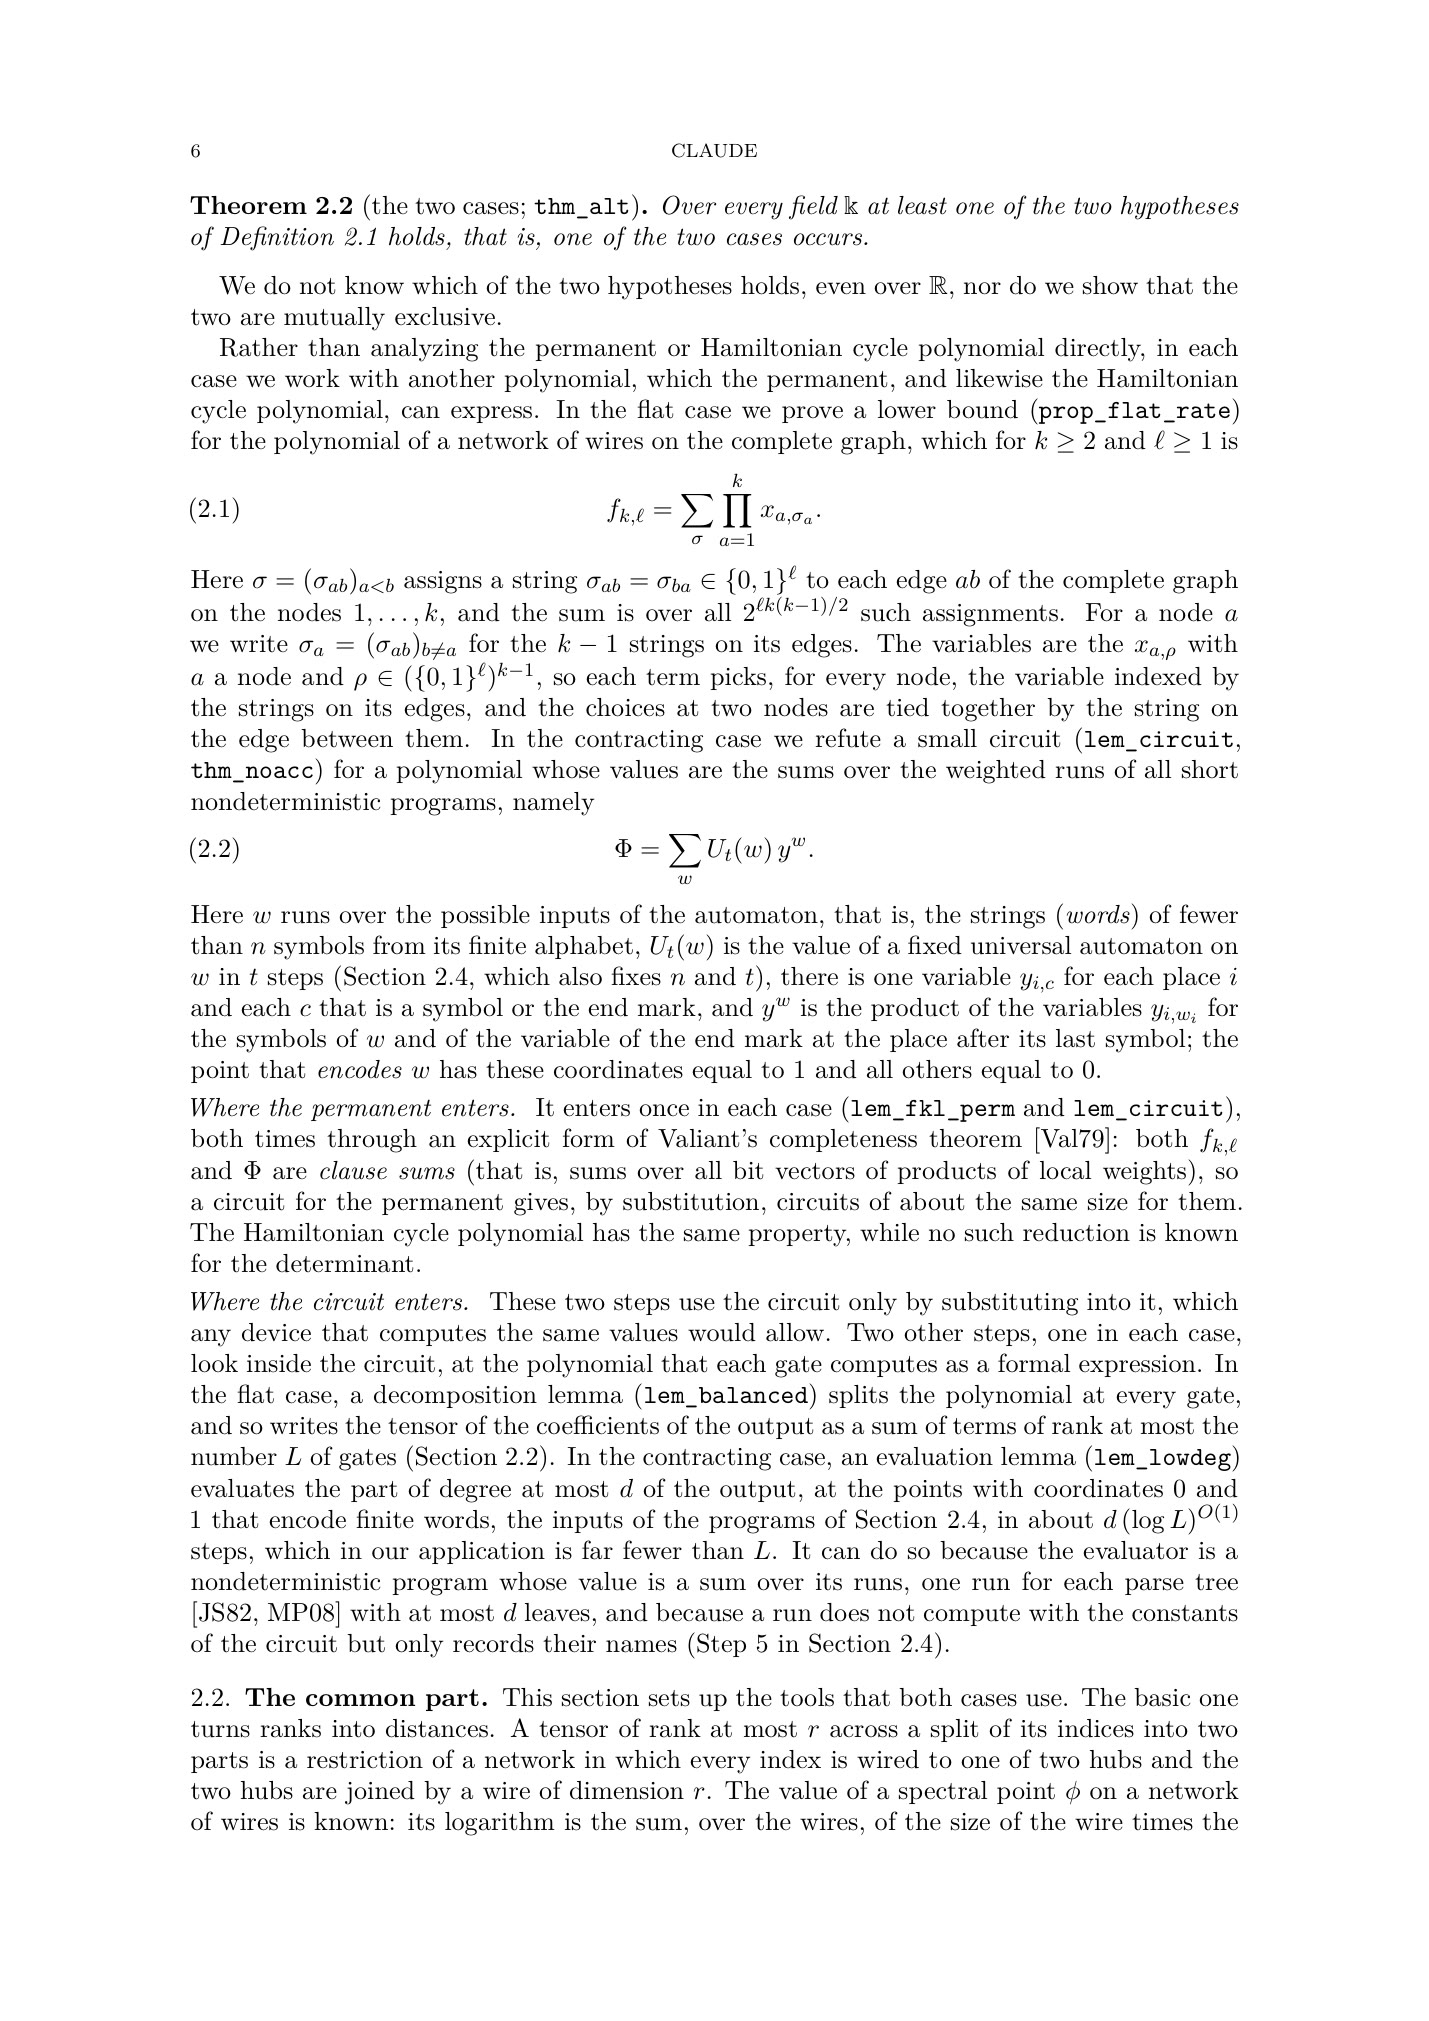 6 CLAUDE
Theorem 2.2 (the two cases; thm_alt). Over every field 𝕜 at least one of the two hypotheses
of Definition 2.1 holds, that is, one of the two cases occurs.
We do not know which of the two hypotheses holds, even over ℝ, nor do we show that the
two are mutually exclusive.
Rather than analyzing the permanent or Hamiltonian cycle polynomial directly, in each
case we work with another polynomial, which the permanent, and likewise the Hamiltonian
cycle polynomial, can express. In the flat case we prove a lower bound (prop_flat_rate)
for the polynomial of a network of wires on the complete graph, which for k ≥ 2 and ℓ ≥ 1 is
(2.1) f_{k,ℓ} = ∑_σ ∏_{a=1}^{k} x_{a,σ_a}.
Here σ = (σ_{ab})_{a<b} assigns a string σ_{ab} = σ_{ba} ∈ {0, 1}^ℓ to each edge ab of the complete graph
on the nodes 1, . . . , k, and the sum is over all 2^{ℓk(k−1)/2} such assignments. For a node a
we write σ_a = (σ_{ab})_{b≠a} for the k − 1 strings on its edges. The variables are the x_{a,ρ} with
a a node and ρ ∈ ({0, 1}^ℓ)^{k−1}, so each term picks, for every node, the variable indexed by
the strings on its edges, and the choices at two nodes are tied together by the string on
the edge between them. In the contracting case we refute a small circuit (lem_circuit,
thm_noacc) for a polynomial whose values are the sums over the weighted runs of all short
nondeterministic programs, namely
(2.2) Φ = ∑_w U_t(w) y^w.
Here w runs over the possible inputs of the automaton, that is, the strings (words) of fewer
than n symbols from its finite alphabet, U_t(w) is the value of a fixed universal automaton on
w in t steps (Section 2.4, which also fixes n and t), there is one variable y_{i,c} for each place i
and each c that is a symbol or the end mark, and y^w is the product of the variables y_{i,w_i} for
the symbols of w and of the variable of the end mark at the place after its last symbol; the
point that encodes w has these coordinates equal to 1 and all others equal to 0.
Where the permanent enters. It enters once in each case (lem_fkl_perm and lem_circuit),
both times through an explicit form of Valiant's completeness theorem [Val79]: both f_{k,ℓ}
and Φ are clause sums (that is, sums over all bit vectors of products of local weights), so
a circuit for the permanent gives, by substitution, circuits of about the same size for them.
The Hamiltonian cycle polynomial has the same property, while no such reduction is known
for the determinant.
Where the circuit enters. These two steps use the circuit only by substituting into it, which
any device that computes the same values would allow. Two other steps, one in each case,
look inside the circuit, at the polynomial that each gate computes as a formal expression. In
the flat case, a decomposition lemma (lem_balanced) splits the polynomial at every gate,
and so writes the tensor of the coefficients of the output as a sum of terms of rank at most the
number L of gates (Section 2.2). In the contracting case, an evaluation lemma (lem_lowdeg)
evaluates the part of degree at most d of the output, at the points with coordinates 0 and
1 that encode finite words, the inputs of the programs of Section 2.4, in about d (log L)^{O(1)}
steps, which in our application is far fewer than L. It can do so because the evaluator is a
nondeterministic program whose value is a sum over its runs, one run for each parse tree
[JS82, MP08] with at most d leaves, and because a run does not compute with the constants
of the circuit but only records their names (Step 5 in Section 2.4).
2.2. The common part. This section sets up the tools that both cases use. The basic one
turns ranks into distances. A tensor of rank at most r across a split of its indices into two
parts is a restriction of a network in which every index is wired to one of two hubs and the
two hubs are joined by a wire of dimension r. The value of a spectral point ϕ on a network
of wires is known: its logarithm is the sum, over the wires, of the size of the wire times the